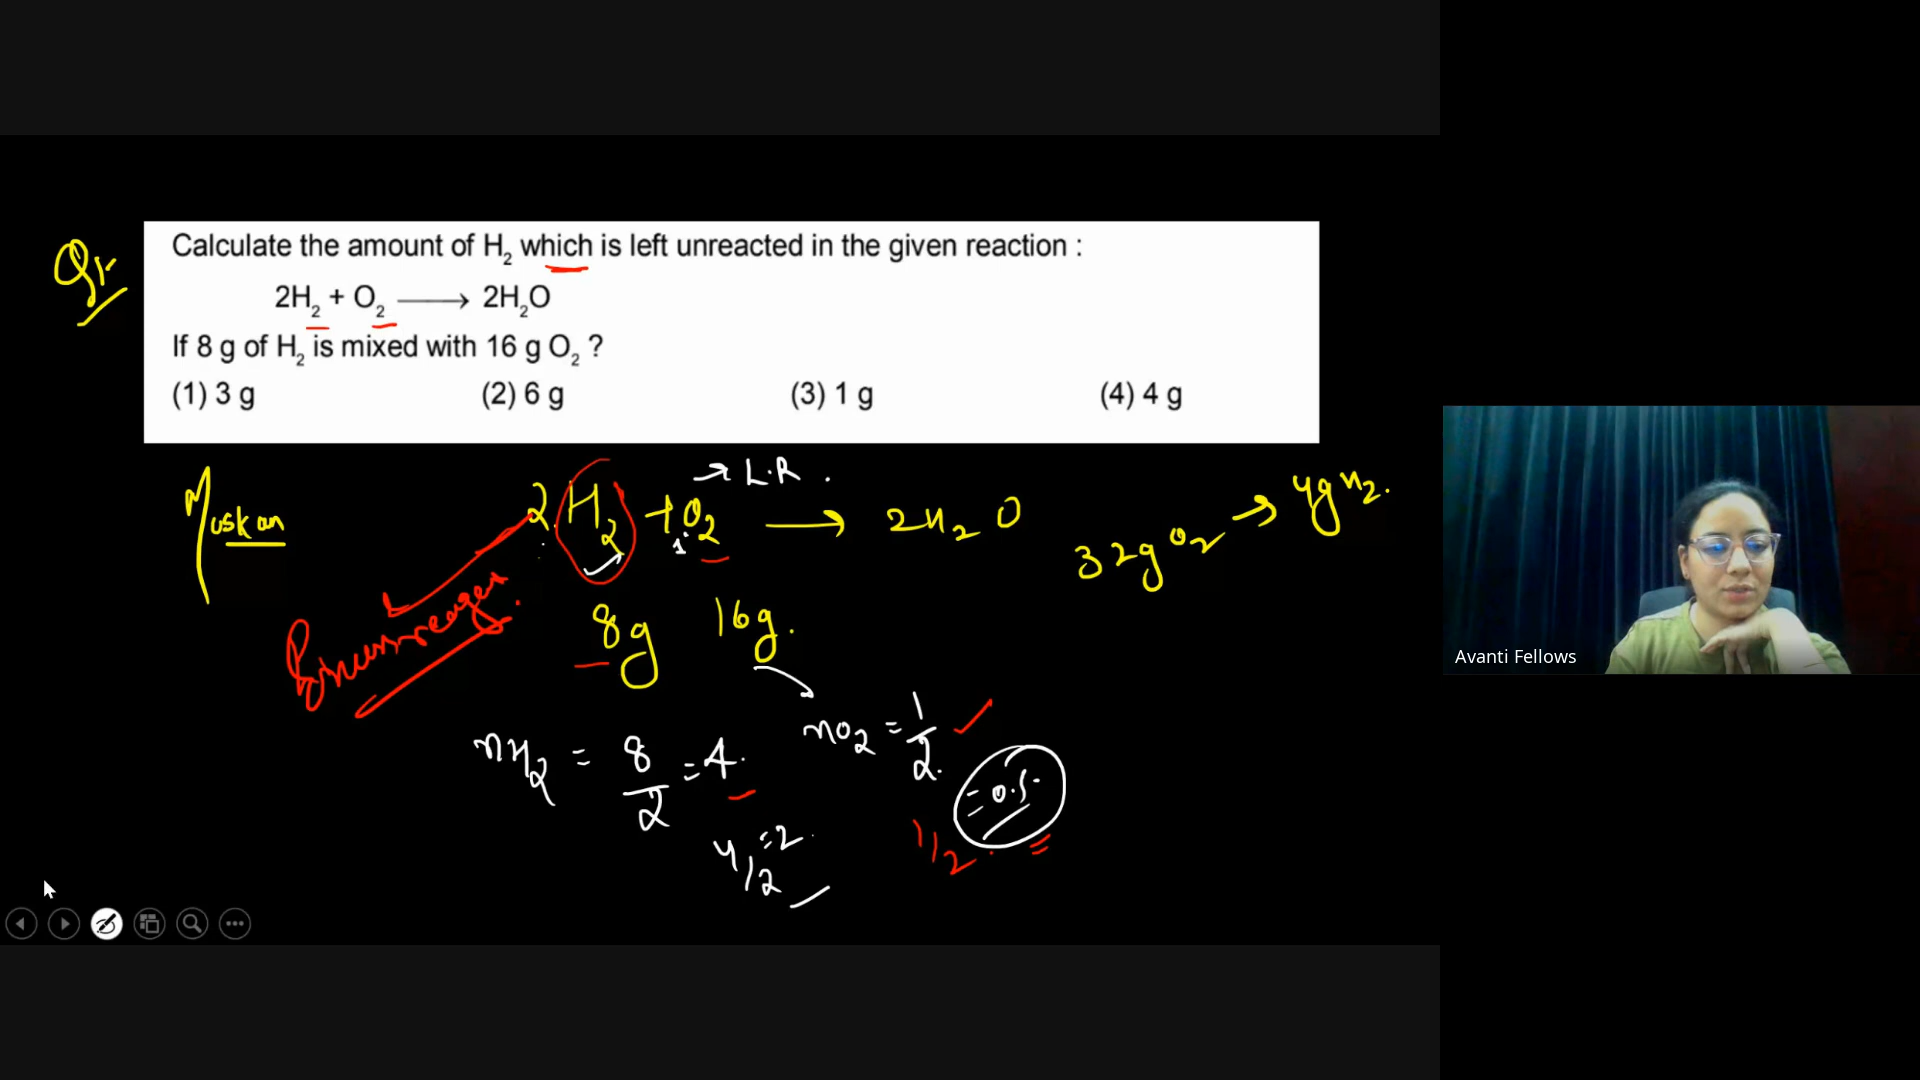 Q1.
Calculate the amount of H₂ which is left unreacted in the given reaction :
2H₂ + O₂ ⟶ 2H₂O
If 8 g of H₂ is mixed with 16 g O₂ ?
(1) 3 g (2) 6 g (3) 1 g (4) 4 g
Muskan
→ L.R.
2H₂ + O₂ ⟶ 2H₂O
1
32g O₂ → 4g H₂.
8g 16g.
nH₂ = 8/2 = 4.
nO₂ = 1/2.
= 0.5
4/2 = 2.
1/2.
Avanti Fellows